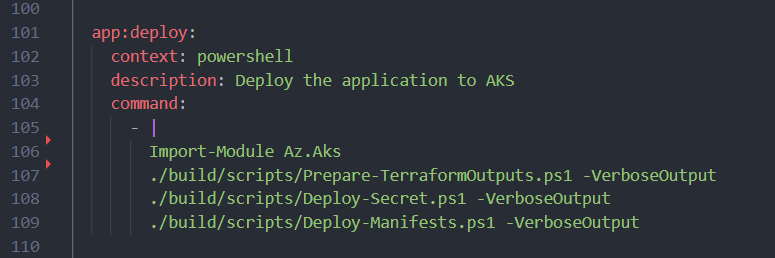 100
101 app:deploy:
102 context: powershell
103 description: Deploy the application to AKS
104 command:
105 - |
106 Import-Module Az.Aks
107 ./build/scripts/Prepare-TerraformOutputs.ps1 -VerboseOutput
108 ./build/scripts/Deploy-Secret.ps1 -VerboseOutput
109 ./build/scripts/Deploy-Manifests.ps1 -VerboseOutput
110